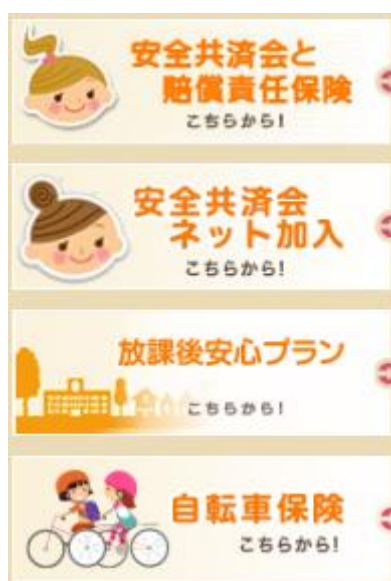 安全共済会と
賠償責任保険
こちらから!
安全共済会
ネット加入
こちらから!
放課後安心プラン
こちらから!
自転車保険
こちらから!